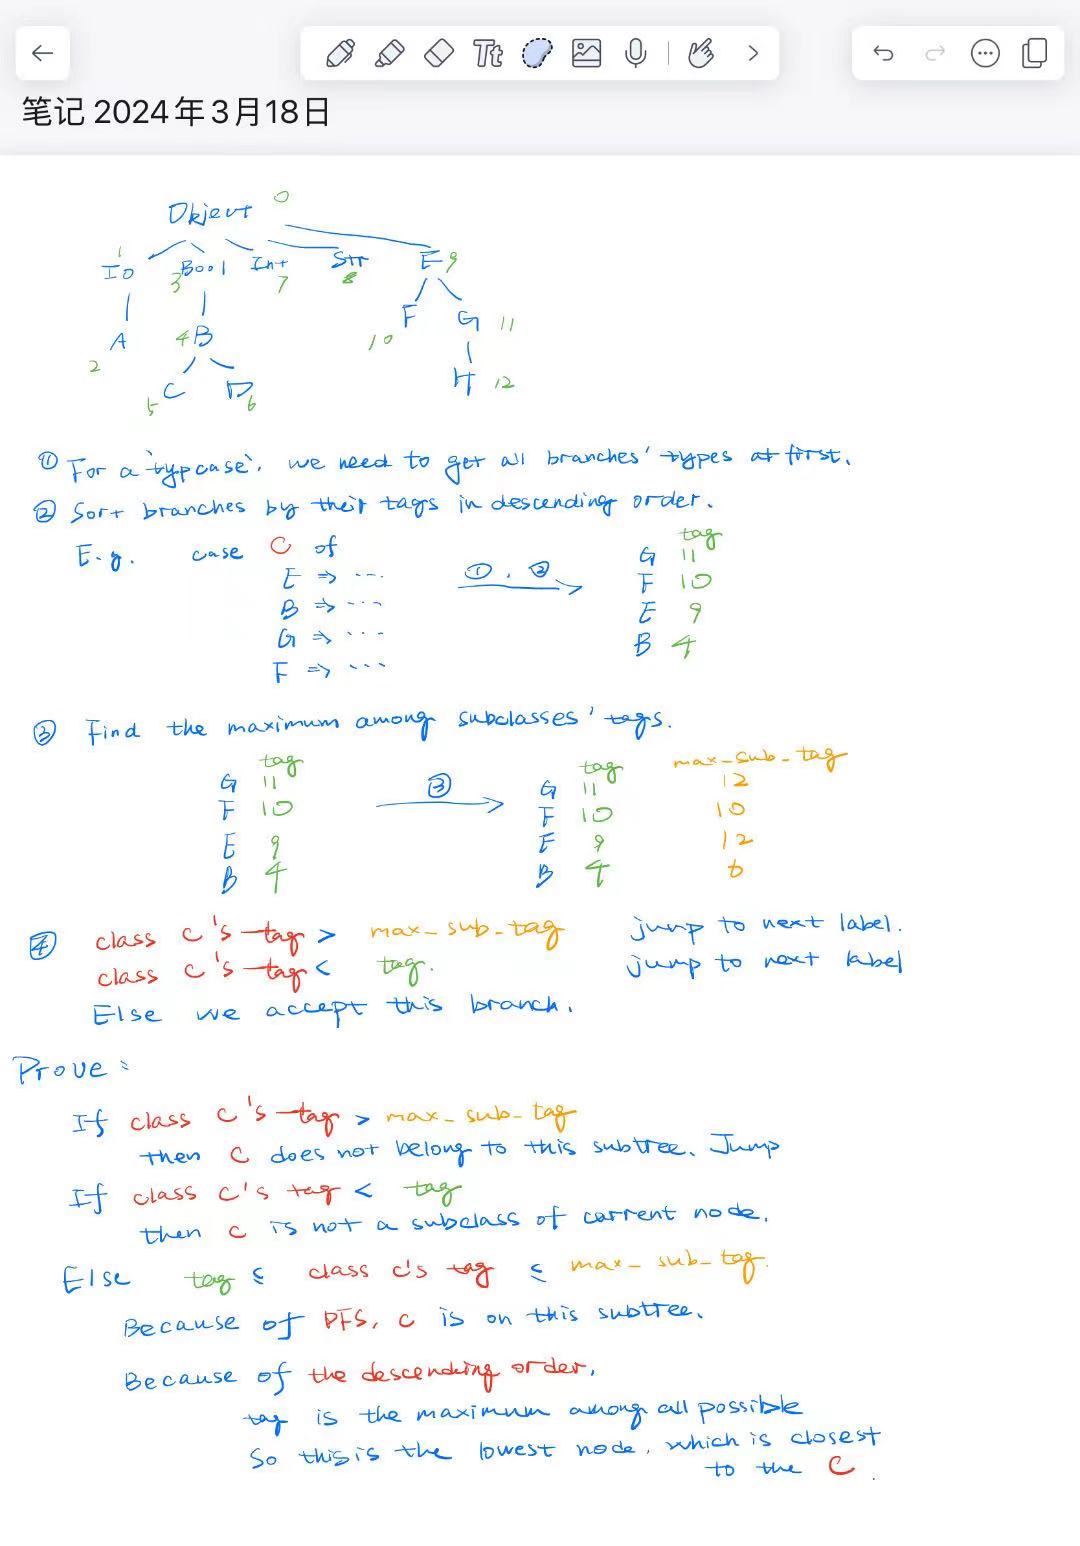 Tt
笔记 2024年3月18日
Object 0
1
IO Bool Int Str E 9
3 7 8
F G 11
A 4 B 10
2
H 12
C D
5 6
① For a `typcase`, we need to get all branches' types at first.
② Sort branches by their tags in descending order.
E.g. case C of
E => ...
B => ...
G => ...
F => ...
①, ②
tag
G 11
F 10
E 9
B 4
③ Find the maximum among subclasses' tags.
tag
G 11
F 10
E 9
B 4
③
tag max_sub_tag
G 11 12
F 10 10
E 9 12
B 4 6
④ class C's tag > max_sub_tag jump to next label.
class C's tag < tag. jump to next label
Else we accept this branch.
Prove:
If class C's tag > max_sub_tag
then C does not belong to this subtree. Jump
If class C's tag < tag
then C is not a subclass of current node.
Else tag ≤ class C's tag ≤ max_sub_tag.
Because of DFS, C is on this subtree.
Because of the descending order,
tag is the maximum among all possible
So this is the lowest node, which is closest
to the C.